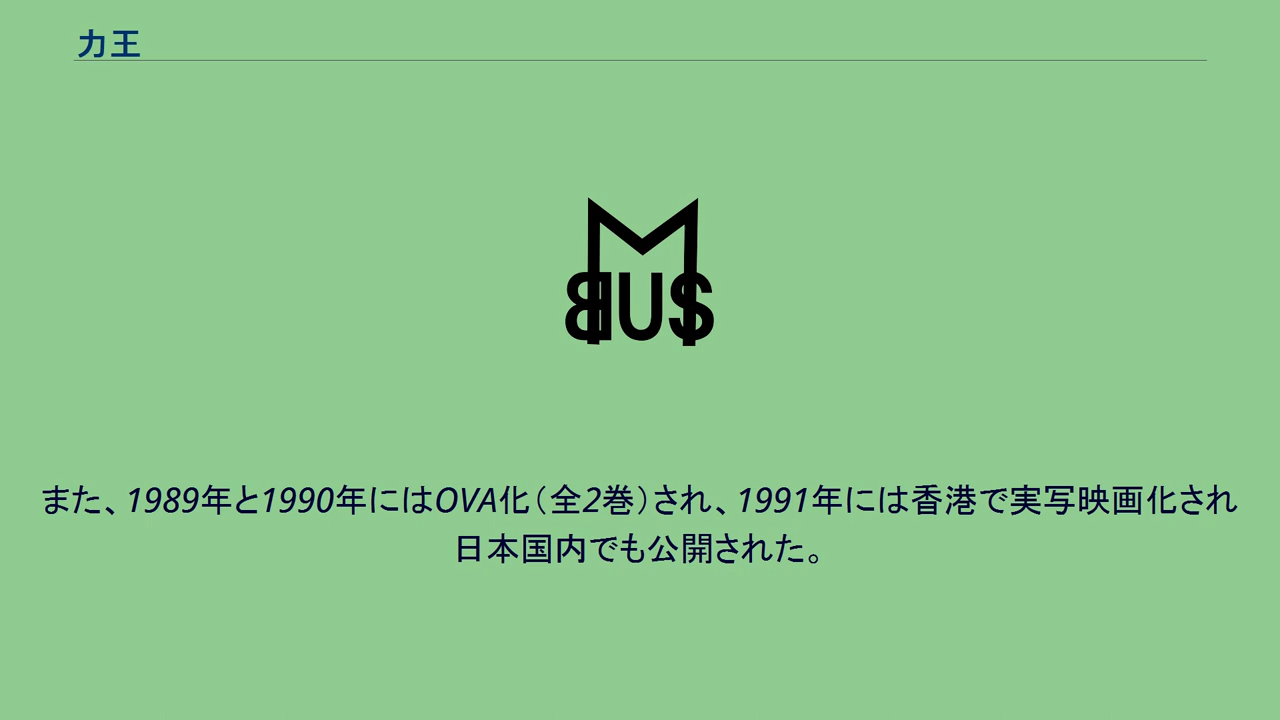 力王
M
BUS
また、1989年と1990年にはOVA化（全2巻）され、1991年には香港で実写映画化され
日本国内でも公開された。